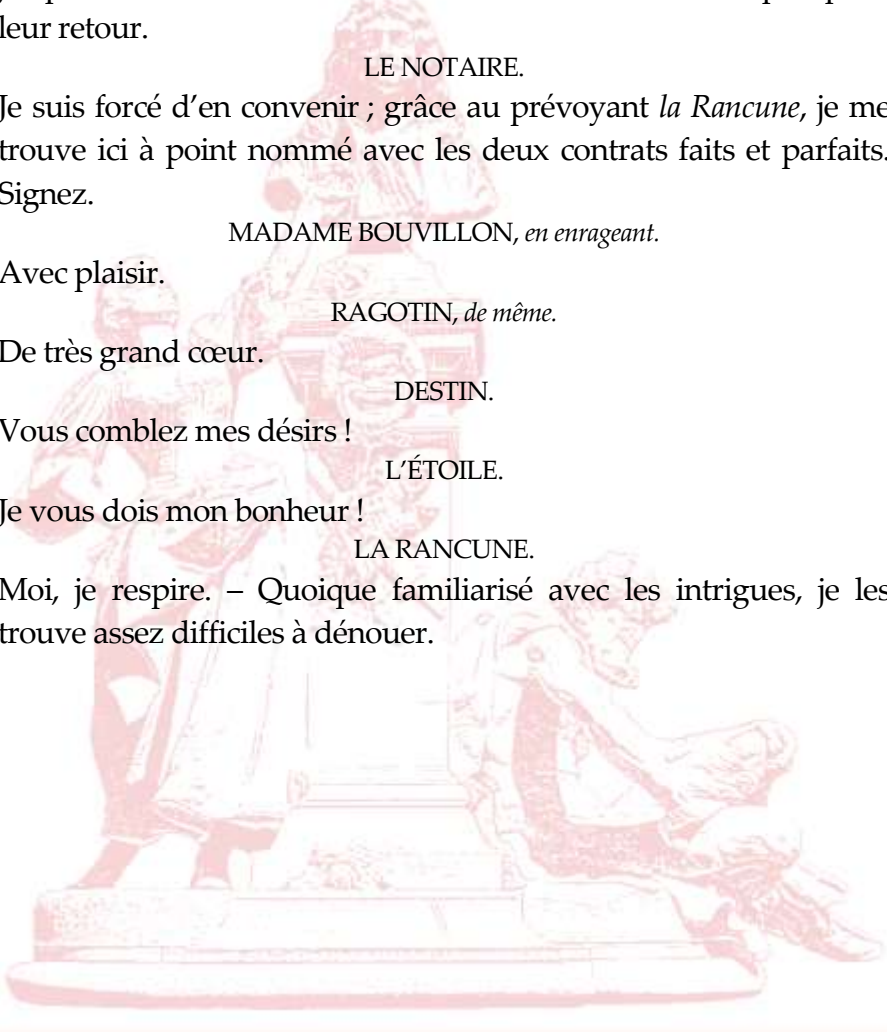 leur retour.
LE NOTAIRE.
Je suis forcé d’en convenir ; grâce au prévoyant la Rancune, je me
trouve ici à point nommé avec les deux contrats faits et parfaits.
Signez.
MADAME BOUVILLON, en enrageant.
Avec plaisir.
RAGOTIN, de même.
De très grand cœur.
DESTIN.
Vous comblez mes désirs !
L’ÉTOILE.
Je vous dois mon bonheur !
LA RANCUNE.
Moi, je respire. – Quoique familiarisé avec les intrigues, je les
trouve assez difficiles à dénouer.